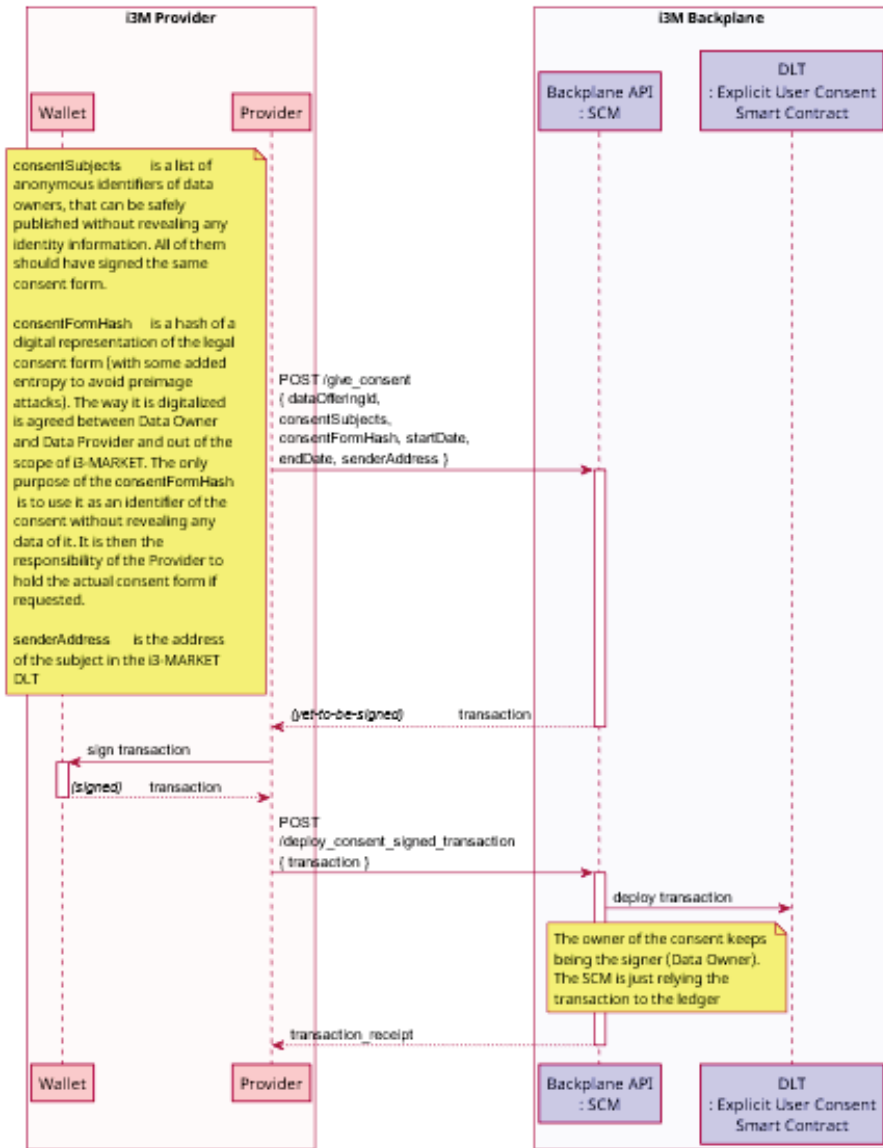 i3M Provider
i3M Backplane
Wallet
Provider
Backplane API
: SCM
DLT
: Explicit User Consent
Smart Contract
consentSubjects is a list of
anonymous identifiers of data
owners, that can be safely
published without revealing any
identity information. All of them
should have signed the same
consent form.
consentFormHash is a hash of a
digital representation of the legal
consent form (with some added
entropy to avoid preimage
attacks). The way it is digitalized
is agreed between Data Owner
and Data Provider and out of the
scope of i3-MARKET. The only
purpose of the consentFormHash
is to use it as an identifier of the
consent without revealing any
data of it. It is then the
responsibility of the Provider to
hold the actual consent form if
requested.
senderAddress is the address
of the subject in the i3-MARKET
DLT
POST /give_consent
{ dataOfferingId,
consentSubjects,
consentFormHash, startDate,
endDate, senderAddress }
(yet-to-be-signed) transaction
sign transaction
(signed) transaction
POST
/deploy_consent_signed_transaction
{ transaction }
deploy transaction
The owner of the consent keeps
being the signer (Data Owner).
The SCM is just relying the
transaction to the ledger
transaction_receipt
Wallet
Provider
Backplane API
: SCM
DLT
: Explicit User Consent
Smart Contract